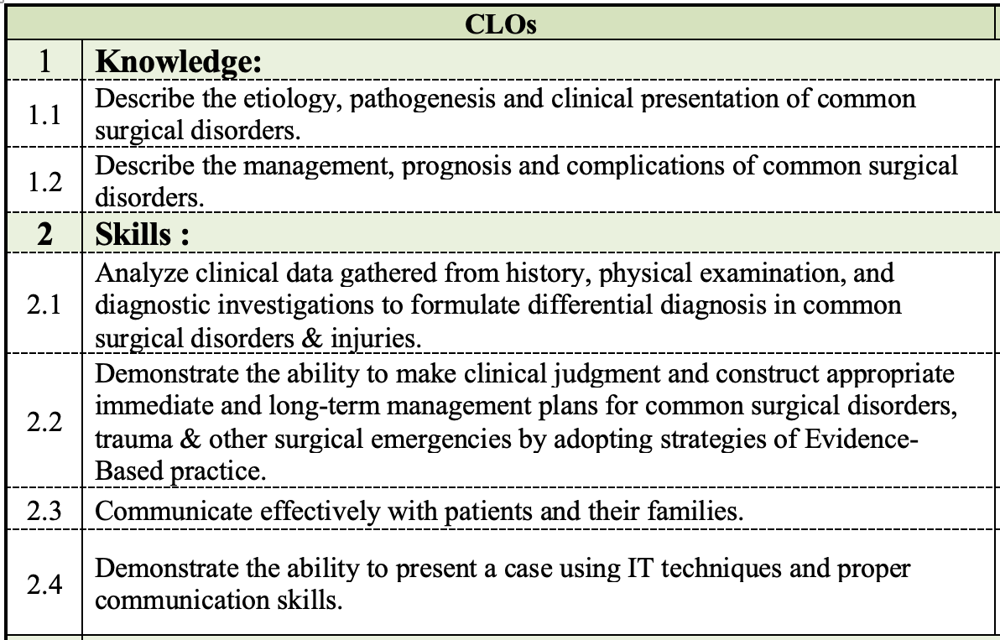 CLOs
1 Knowledge:
1.1 Describe the etiology, pathogenesis and clinical presentation of common
surgical disorders.
1.2 Describe the management, prognosis and complications of common surgical
disorders.
2 Skills :
2.1 Analyze clinical data gathered from history, physical examination, and
diagnostic investigations to formulate differential diagnosis in common
surgical disorders & injuries.
2.2 Demonstrate the ability to make clinical judgment and construct appropriate
immediate and long-term management plans for common surgical disorders,
trauma & other surgical emergencies by adopting strategies of Evidence-
Based practice.
2.3 Communicate effectively with patients and their families.
2.4 Demonstrate the ability to present a case using IT techniques and proper
communication skills.